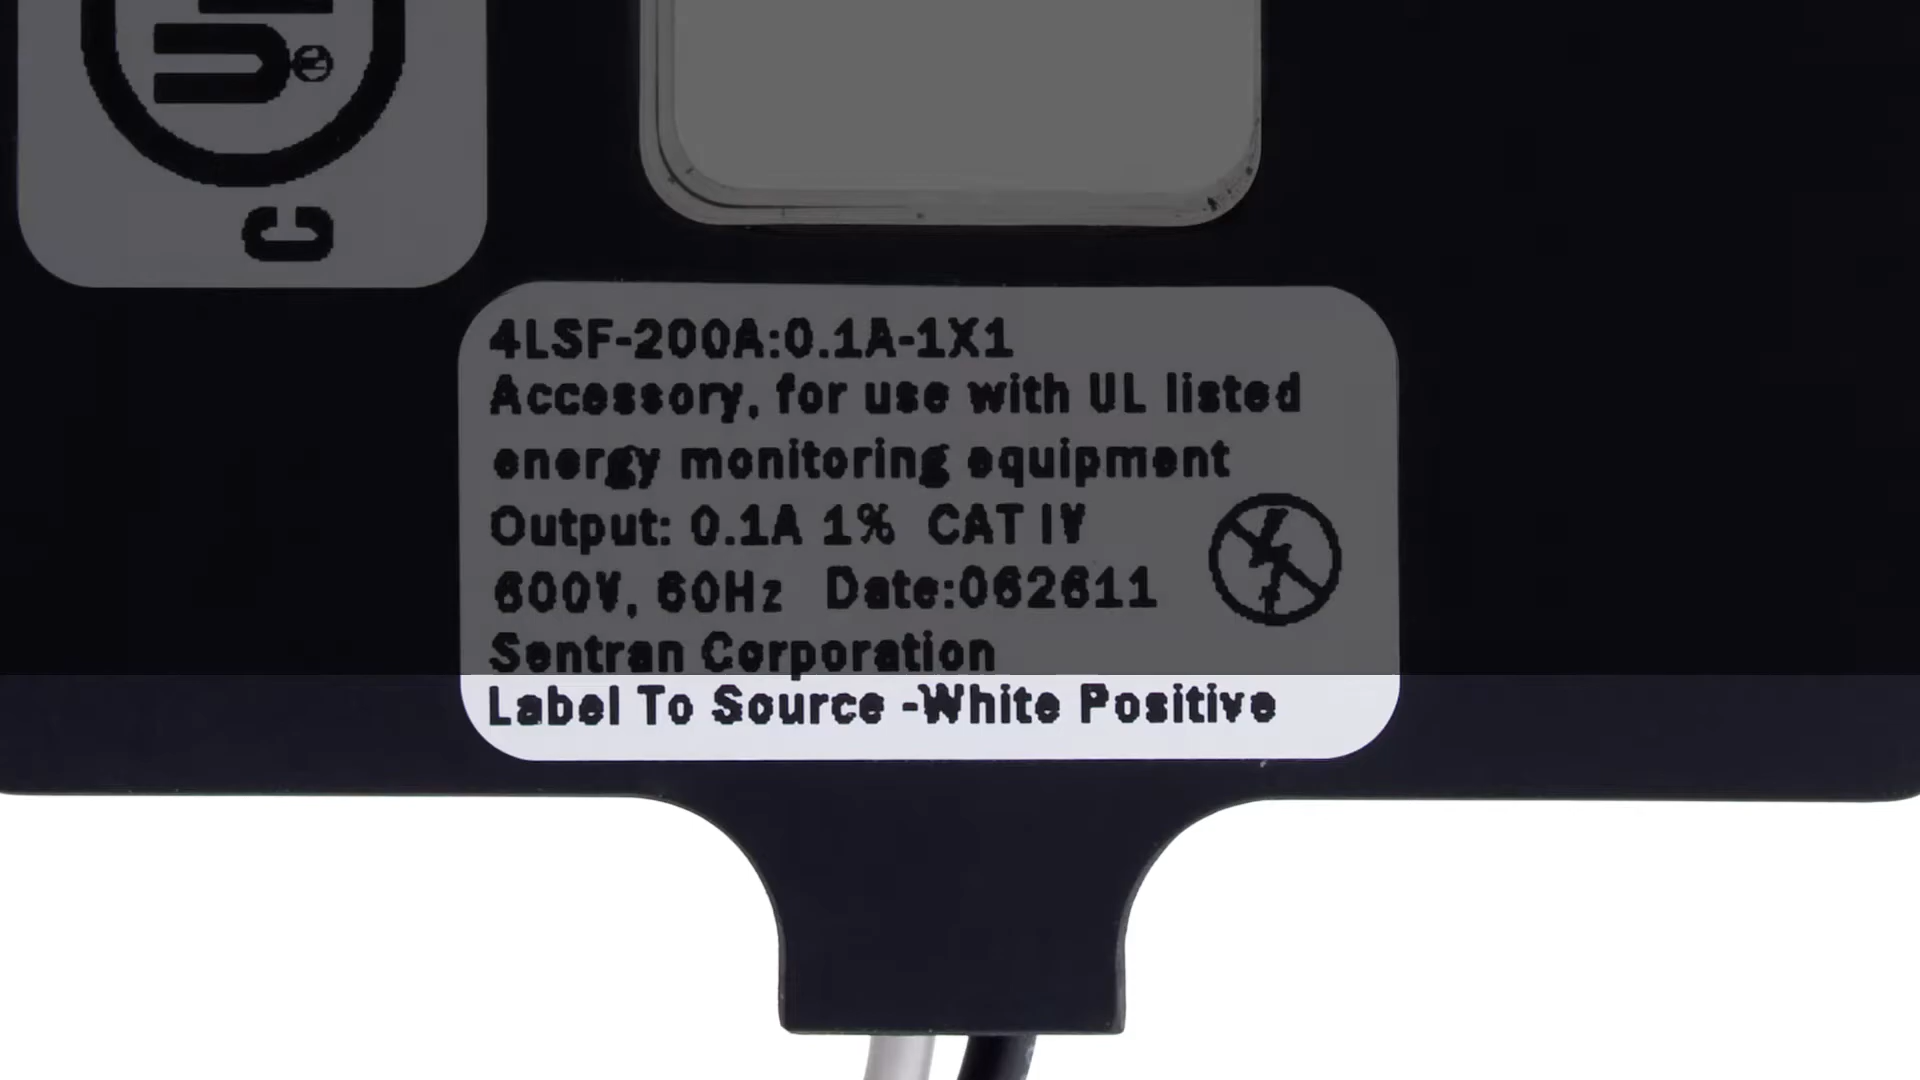 UL
C
4LSF-200A:0.1A-1X1
Accessory, for use with UL listed
energy monitoring equipment
Output: 0.1A 1% CAT IV
600V, 60Hz Date:062611
Sentran Corporation
Label To Source -White Positive